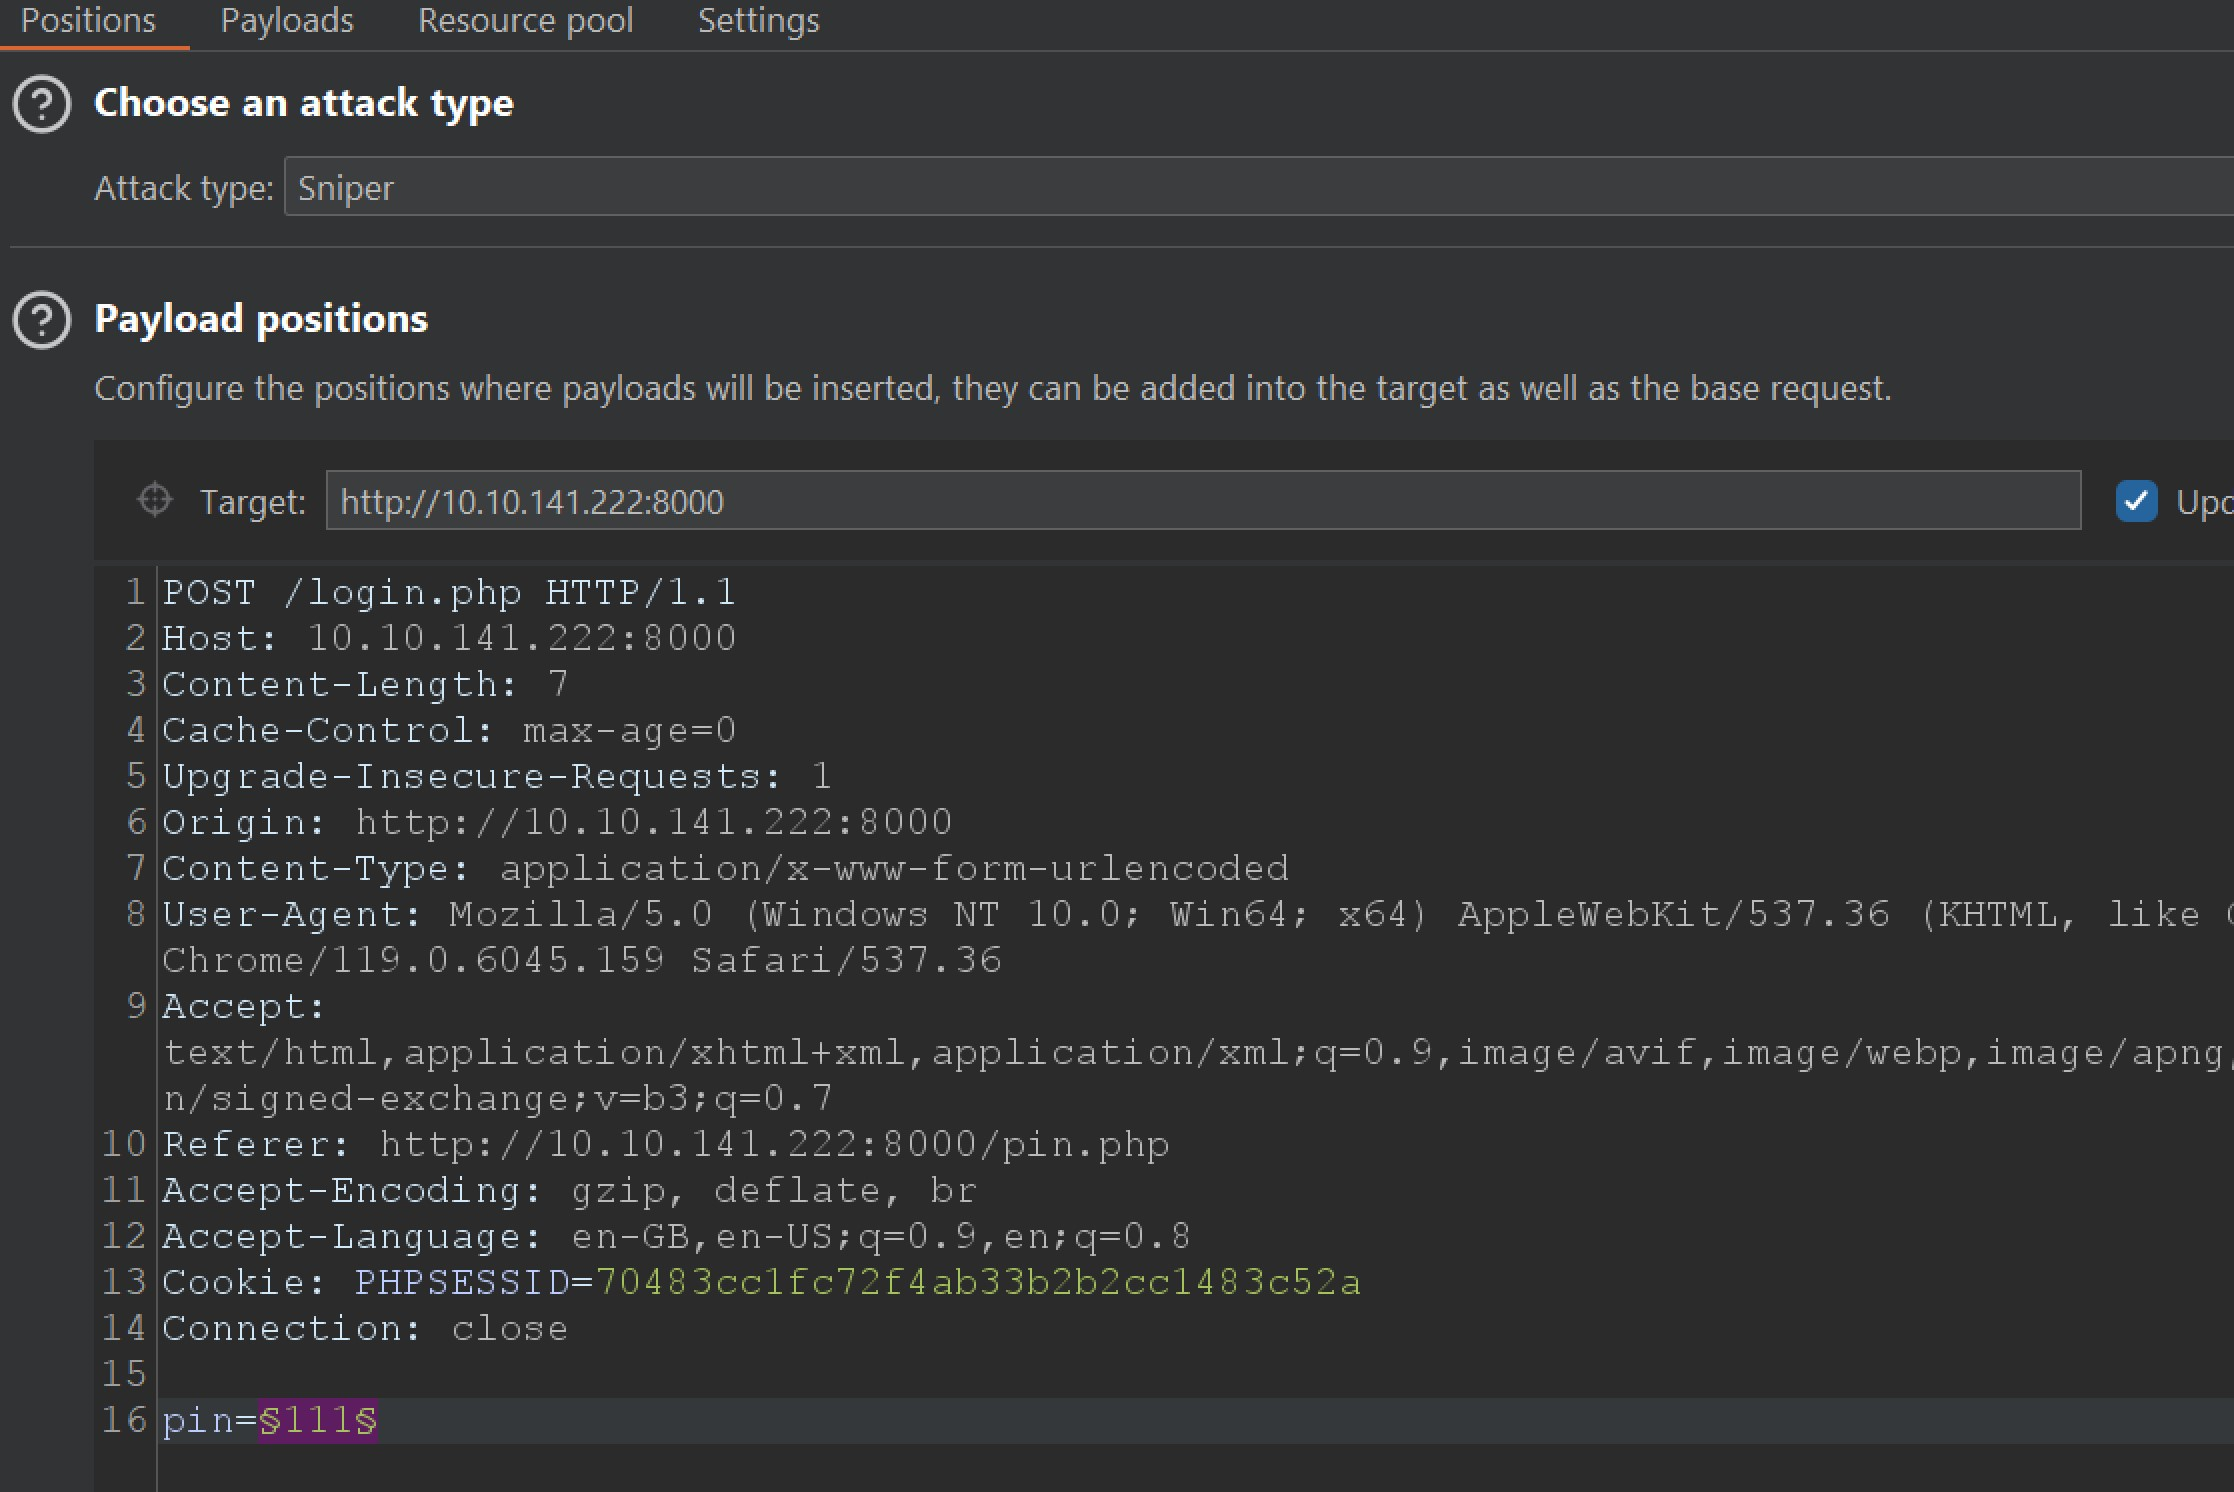 Positions Payloads Resource pool Settings
Choose an attack type
Attack type: Sniper
Payload positions
Configure the positions where payloads will be inserted, they can be added into the target as well as the base request.
Target: http://10.10.141.222:8000
1 POST /login.php HTTP/1.1
2 Host: 10.10.141.222:8000
3 Content-Length: 7
4 Cache-Control: max-age=0
5 Upgrade-Insecure-Requests: 1
6 Origin: http://10.10.141.222:8000
7 Content-Type: application/x-www-form-urlencoded
8 User-Agent: Mozilla/5.0 (Windows NT 10.0; Win64; x64) AppleWebKit/537.36 (KHTML, like
Chrome/119.0.6045.159 Safari/537.36
9 Accept:
text/html,application/xhtml+xml,application/xml;q=0.9,image/avif,image/webp,image/apng,
n/signed-exchange;v=b3;q=0.7
10 Referer: http://10.10.141.222:8000/pin.php
11 Accept-Encoding: gzip, deflate, br
12 Accept-Language: en-GB,en-US;q=0.9,en;q=0.8
13 Cookie: PHPSESSID=70483cc1fc72f4ab33b2b2cc1483c52a
14 Connection: close
15
16 pin=§111§